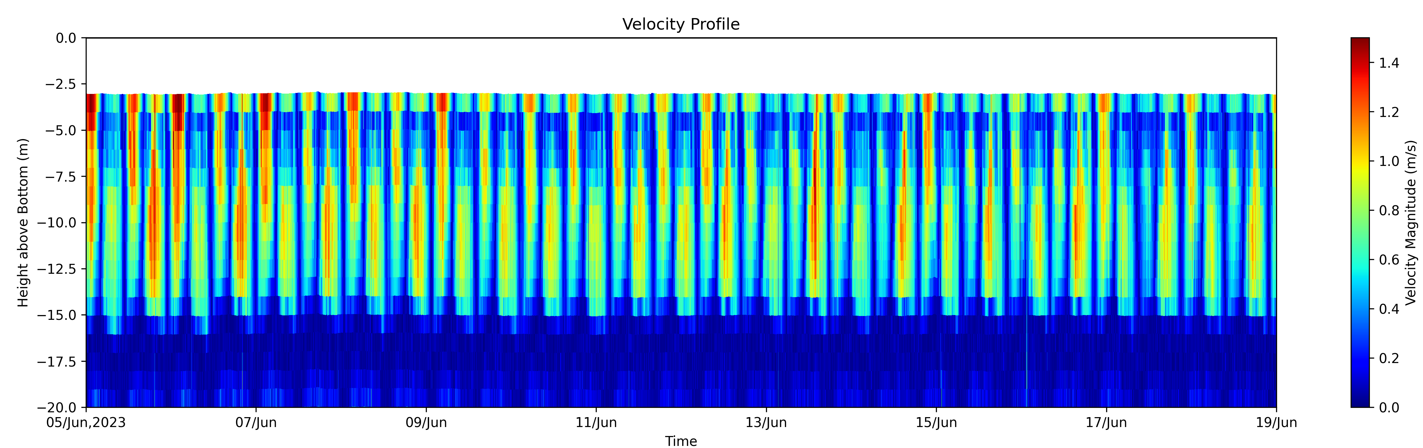 Velocity Profile
0.0
−2.5
−5.0
−7.5
−10.0
−12.5
−15.0
−17.5
−20.0
Height above Bottom (m)
05/Jun,2023
07/Jun
09/Jun
11/Jun
13/Jun
15/Jun
17/Jun
19/Jun
Time
1.4
1.2
1.0
0.8
0.6
0.4
0.2
0.0
Velocity Magnitude (m/s)